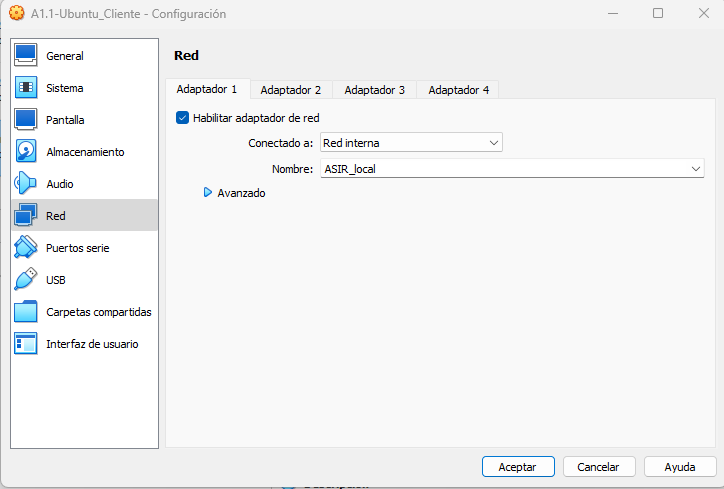 A1.1-Ubuntu_Cliente - Configuración
General
Sistema
Pantalla
Almacenamiento
Audio
Red
Puertos serie
USB
Carpetas compartidas
Interfaz de usuario
Red
Adaptador 1 Adaptador 2 Adaptador 3 Adaptador 4
Habilitar adaptador de red
Conectado a: Red interna
Nombre: ASIR_local
Avanzado
Aceptar Cancelar Ayuda